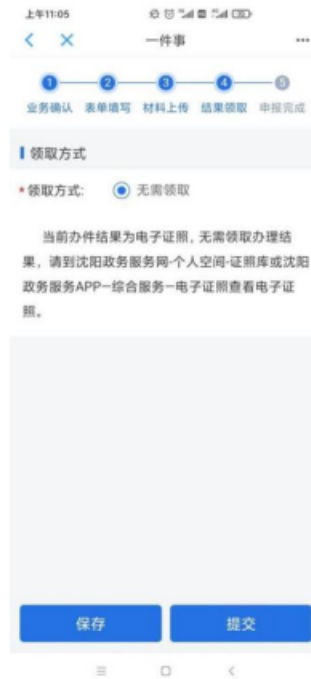 上午11:05
一件事
1 2 3 4 5
业务确认 表单填写 材料上传 结果领取 申报完成
领取方式
*领取方式: 无需领取
当前办件结果为电子证照，无需领取办理结
果，请到沈阳政务服务网-个人空间-证照库或沈阳
政务服务APP-综合服务-电子证照查看电子证
照。
保存 提交